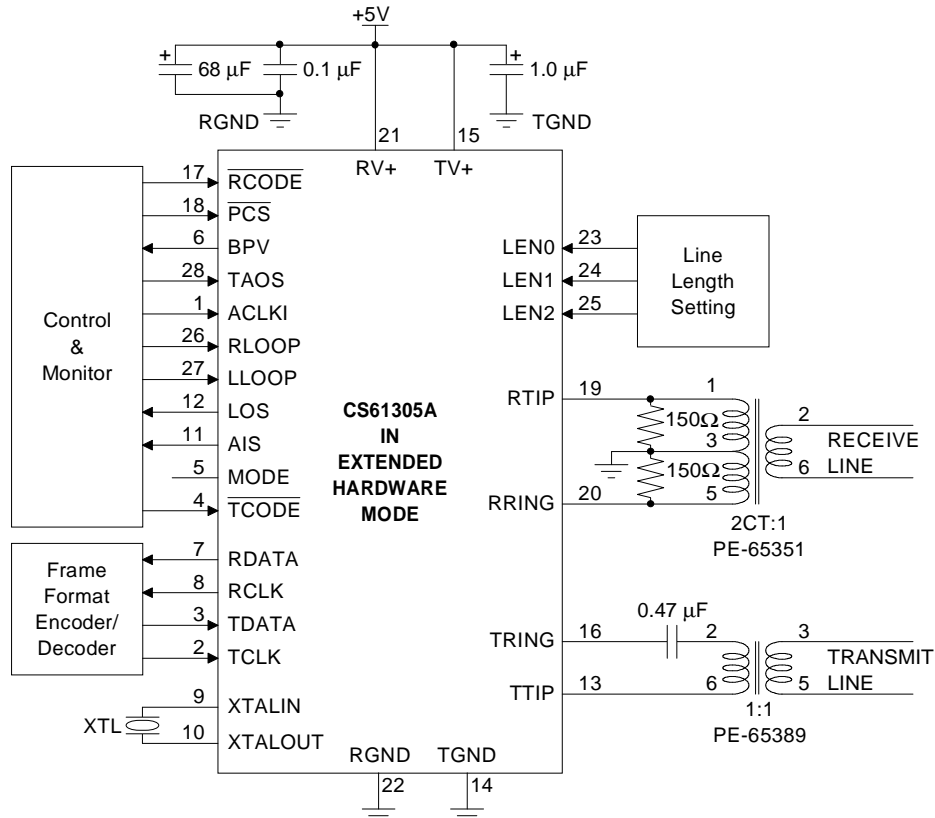 +5V
+
68 µF
0.1 µF
+
1.0 µF
RGND
TGND
21
15
RV+
TV+
Control
&
Monitor
17
RCODE
18
PCS
6
BPV
28
TAOS
1
ACLKI
26
RLOOP
27
LLOOP
12
LOS
11
AIS
5
MODE
4
TCODE
Frame
Format
Encoder/
Decoder
7
RDATA
8
RCLK
3
TDATA
2
TCLK
XTL
9
XTALIN
10
XTALOUT
CS61305A
IN
EXTENDED
HARDWARE
MODE
LEN0
23
LEN1
24
LEN2
25
Line
Length
Setting
RTIP
19
1
150Ω
3
150Ω
RRING
20
5
2
RECEIVE
6
LINE
2CT:1
PE-65351
0.47 µF
TRING
16
2
3
TRANSMIT
TTIP
13
6
5
LINE
1:1
PE-65389
RGND
TGND
22
14